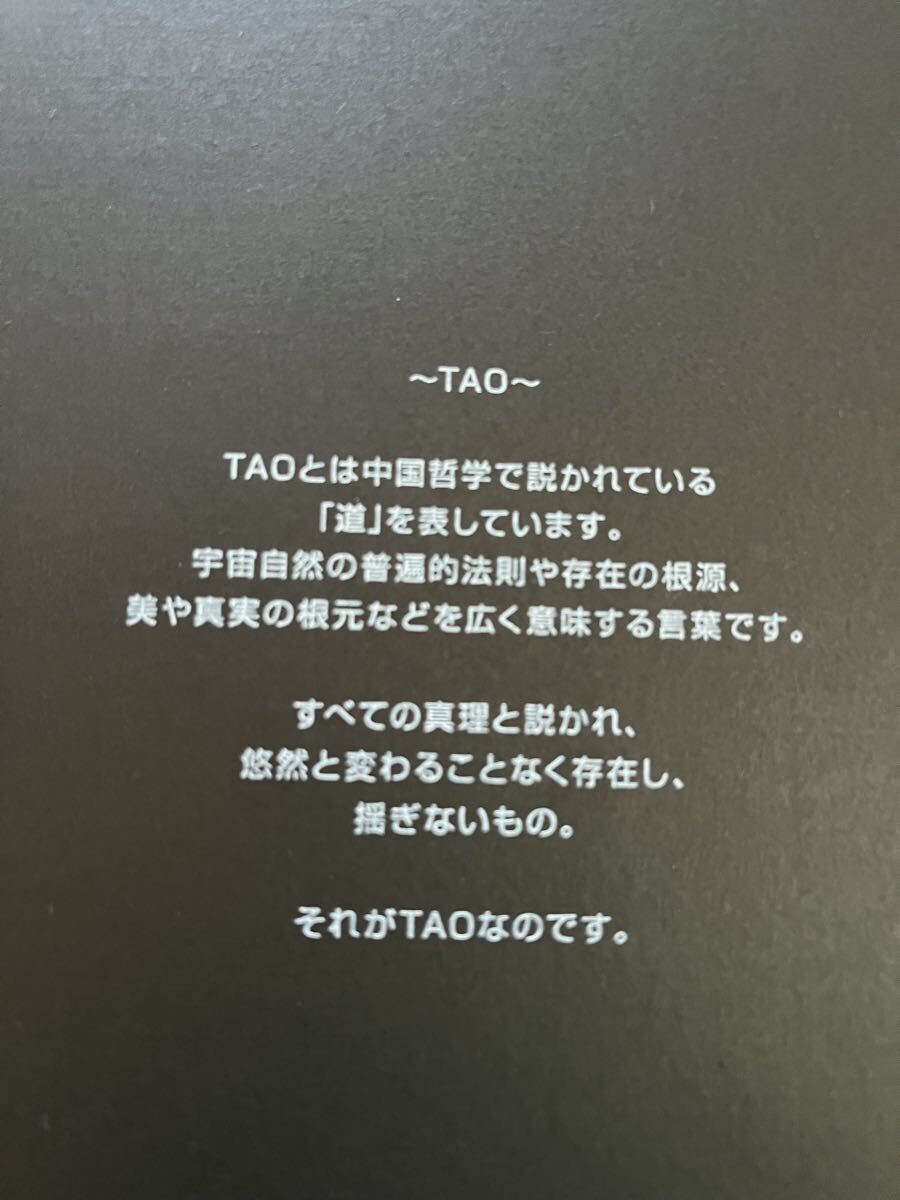 ～TAO～
TAOとは中国哲学で説かれている
「道」を表しています。
宇宙自然の普遍的法則や存在の根源、
美や真実の根元などを広く意味する言葉です。
すべての真理と説かれ、
悠然と変わることなく存在し、
揺ぎないもの。
それがTAOなのです。